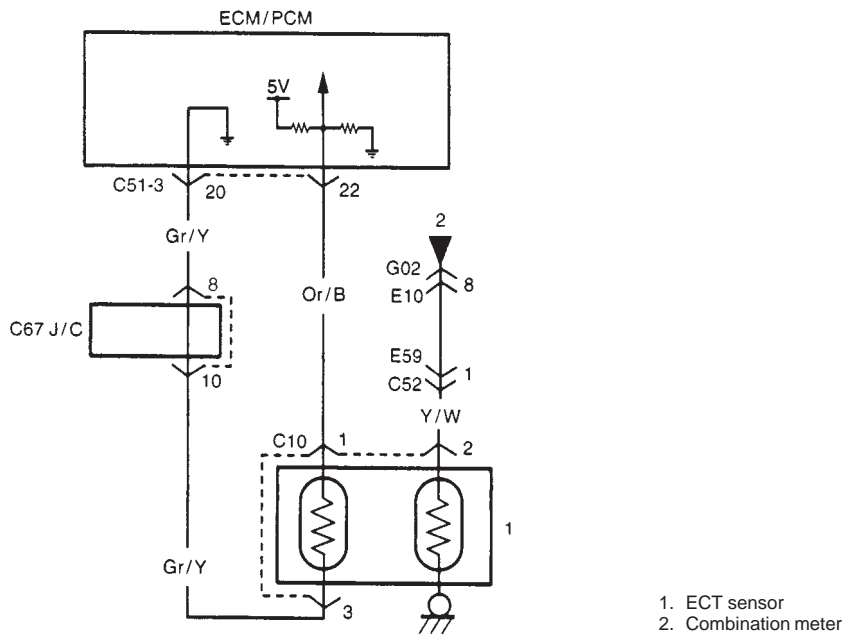 ECM/PCM
5V
C51-3 20 22
2
Gr/Y
G02
8
E10
8
Or/B
C67 J/C
E59
1
C52
10
Y/W
C10 1 2
1
Gr/Y
3
1. ECT sensor
2. Combination meter